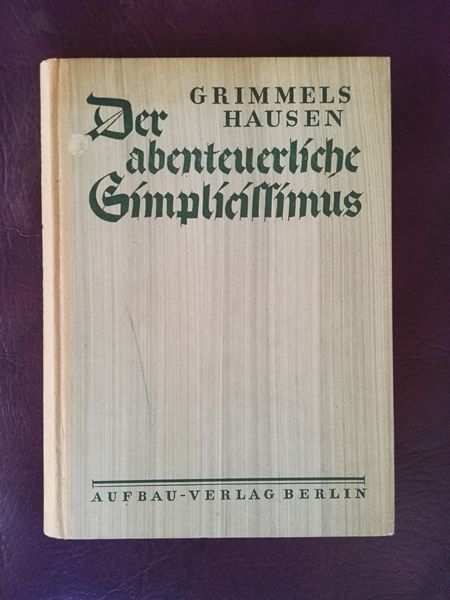 GRIMMELS
HAUSEN
Der
abenteuerliche
Simplicissimus
AUFBAU-VERLAG BERLIN